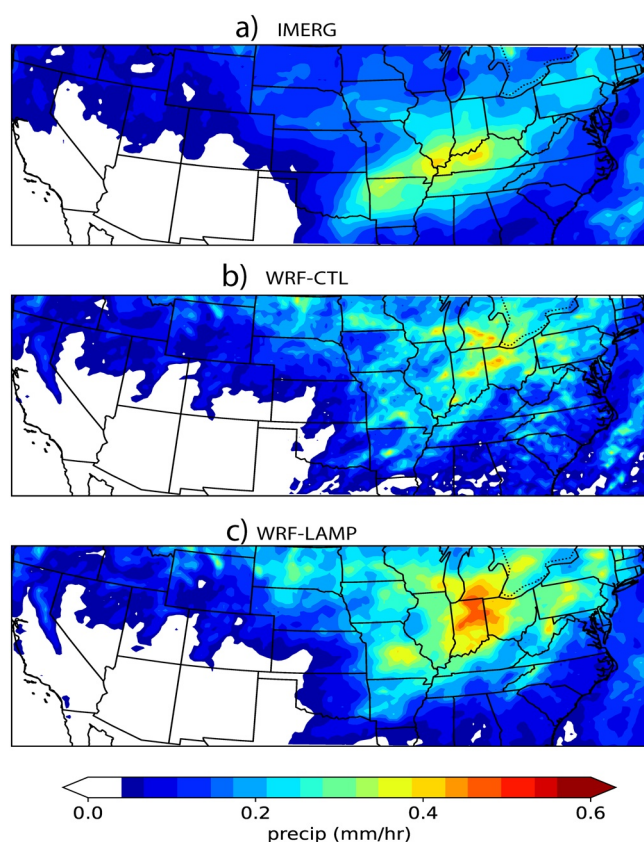 a) IMERG
b) WRF-CTL
c) WRF-LAMP
0.0 0.2 0.4 0.6
precip (mm/hr)